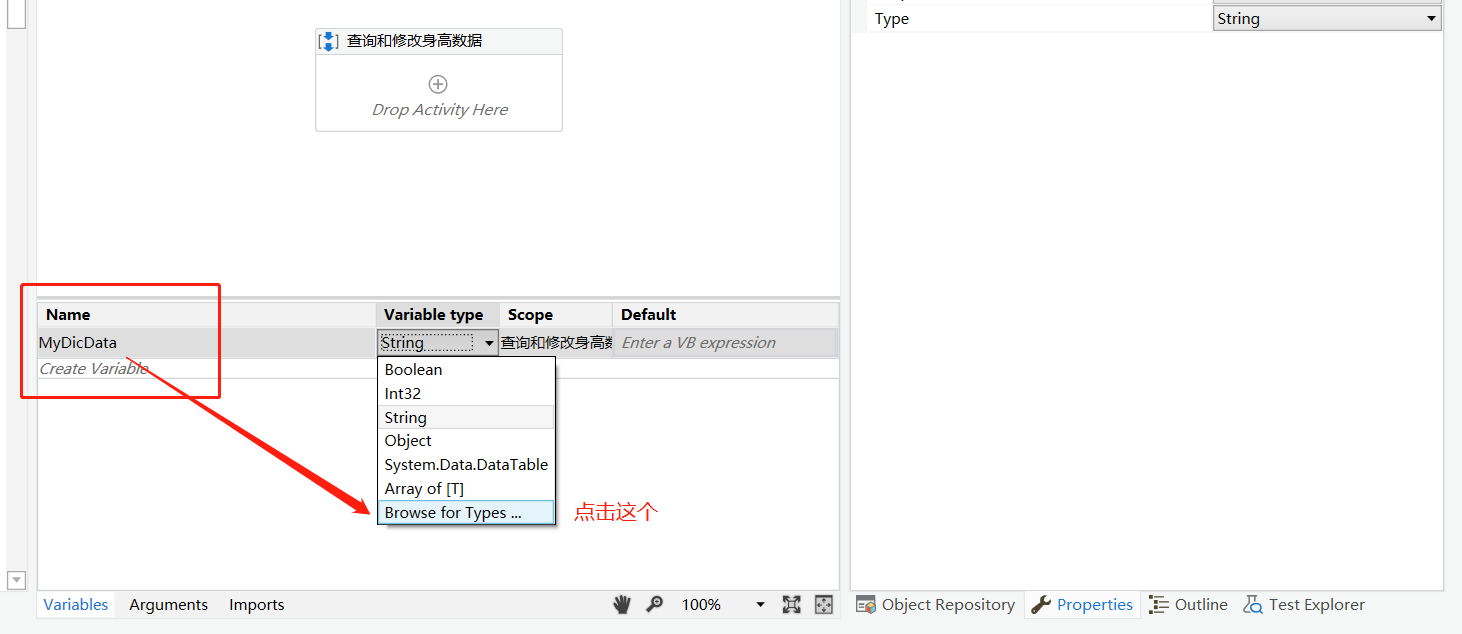 Type
String
查询和修改身高数据
Drop Activity Here
Name
Variable type
Scope
Default
MyDicData
String
查询和修改身高数
Enter a VB expression
Create Variable
Boolean
Int32
String
Object
System.Data.DataTable
Array of [T]
Browse for Types ...
点击这个
Variables
Arguments
Imports
100%
Object Repository
Properties
Outline
Test Explorer